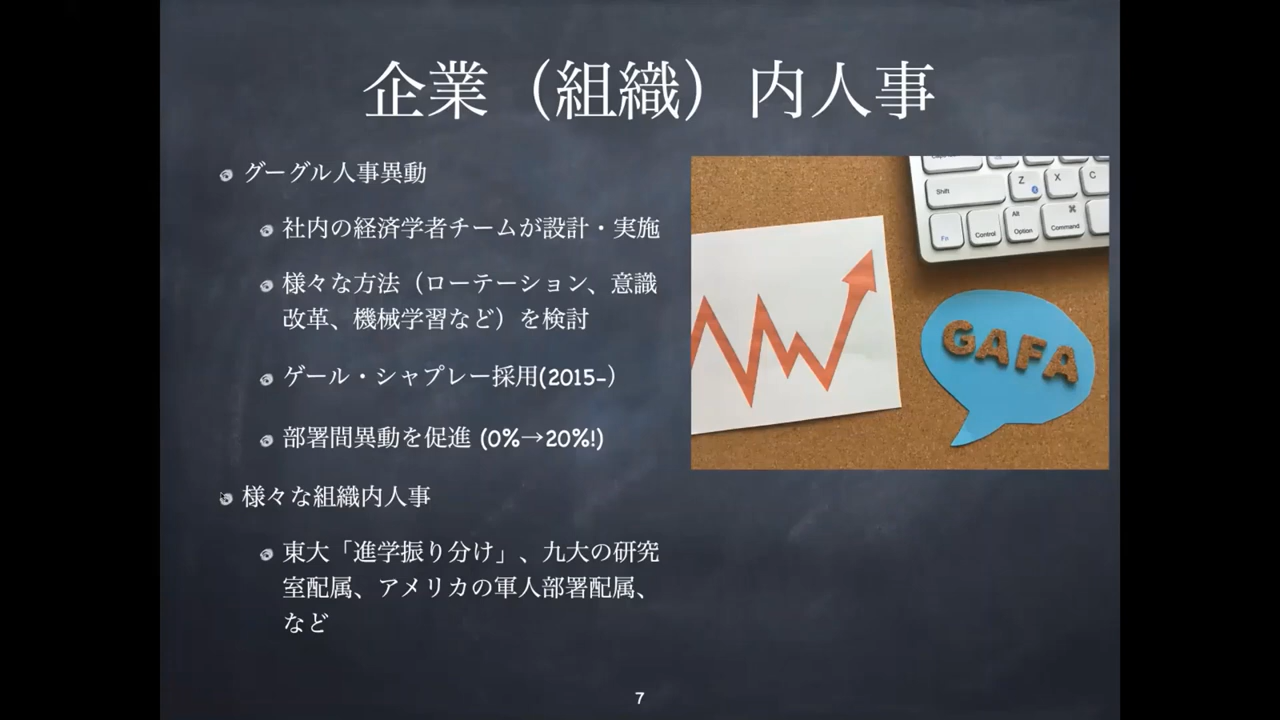 企業（組織）内人事
グーグル人事異動
社内の経済学者チームが設計・実施
様々な方法（ローテーション、意識
改革、機械学習など）を検討
ゲール・シャプレー採用(2015-）
部署間異動を促進 (0%→20%!)
様々な組織内人事
東大「進学振り分け」、九大の研究
室配属、アメリカの軍人部署配属、
など
Shift Z X C
Fn Control Alt Option ⌘ Command
GAFA
7